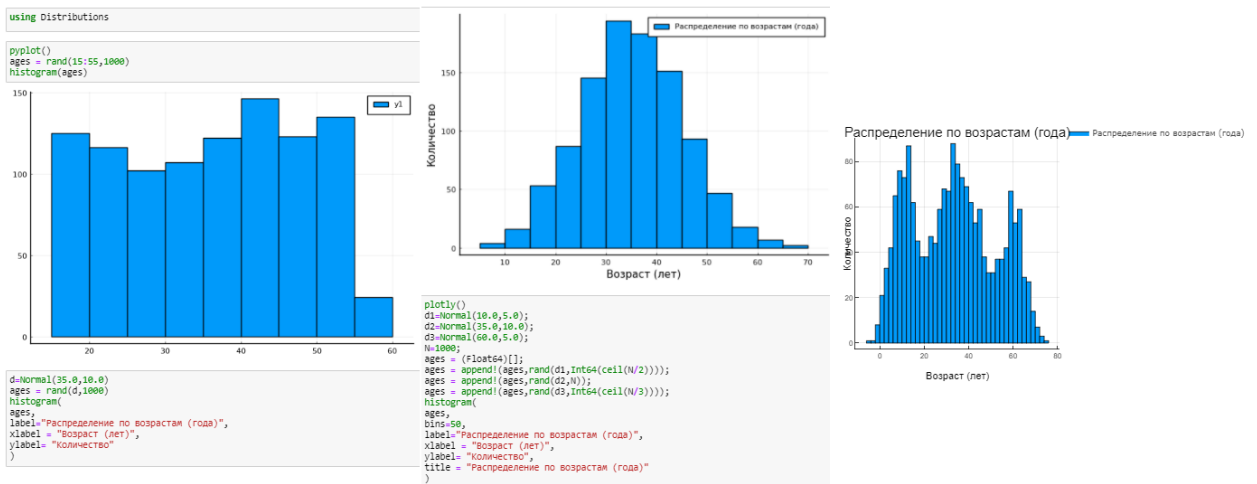 using Distributions
pyplot()
ages = rand(15:55,1000)
histogram(ages)
150
100
50
0
20
30
40
50
60
y1
d=Normal(35.0,10.0)
ages = rand(d,1000)
histogram(
ages,
label="Распределение по возрастам (года)",
xlabel = "Возраст (лет)",
ylabel= "Количество"
)
Распределение по возрастам (года)
Количество
150
100
50
0
10
20
30
40
50
60
70
Возраст (лет)
plotly()
d1=Normal(10.0,5.0);
d2=Normal(35.0,10.0);
d3=Normal(60.0,5.0);
N=1000;
ages = (Float64)[];
ages = append!(ages,rand(d1,Int64(ceil(N/2))));
ages = append!(ages,rand(d2,N));
ages = append!(ages,rand(d3,Int64(ceil(N/3))));
histogram(
ages,
bins=50,
label="Распределение по возрастам (года)",
xlabel = "Возраст (лет)",
ylabel= "Количество",
title = "Распределение по возрастам (года)"
)
Распределение по возрастам (года)
Распределение по возрастам (года)
Количество
80
60
40
20
0
0
20
40
60
80
Возраст (лет)